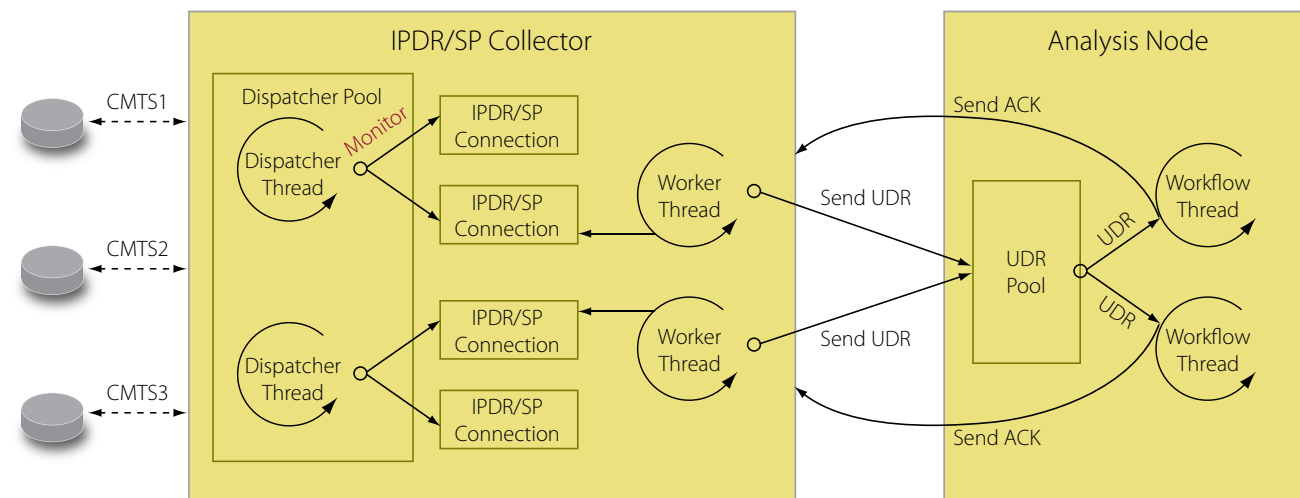 IPDR/SP Collector
Analysis Node
CMTS1
CMTS2
CMTS3
Dispatcher Pool
Dispatcher
Thread
Monitor
IPDR/SP
Connection
IPDR/SP
Connection
Dispatcher
Thread
IPDR/SP
Connection
IPDR/SP
Connection
Worker
Thread
Worker
Thread
Send ACK
Send UDR
Send UDR
Send ACK
UDR
Pool
UDR
UDR
Workflow
Thread
Workflow
Thread